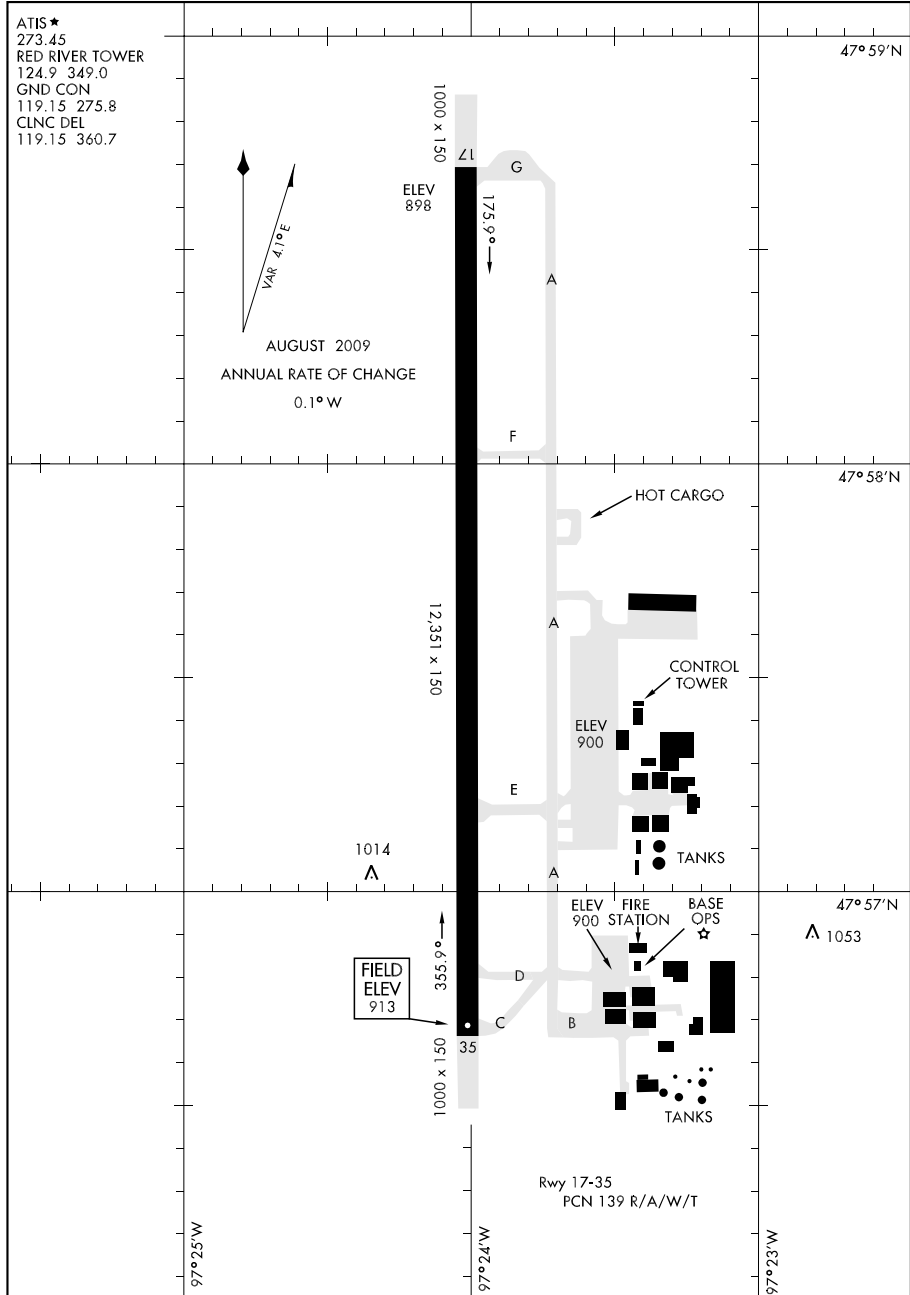 ATIS ★
273.45
RED RIVER TOWER
124.9 349.0
GND CON
119.15 275.8
CLNC DEL
119.15 360.7
47°59'N
1000 x 150
17
G
ELEV
898
175.9°
VAR 4.1° E
A
AUGUST 2009
ANNUAL RATE OF CHANGE
0.1° W
F
47°58'N
HOT CARGO
12,351 x 150
A
CONTROL
TOWER
ELEV
900
E
1014
TANKS
A
47°57'N
ELEV
900
FIRE
STATION
BASE
OPS
1053
355.9°
FIELD
ELEV
913
D
C
B
35
1000 x 150
TANKS
Rwy 17-35
PCN 139 R/A/W/T
97°25'W
97°24'W
97°23'W